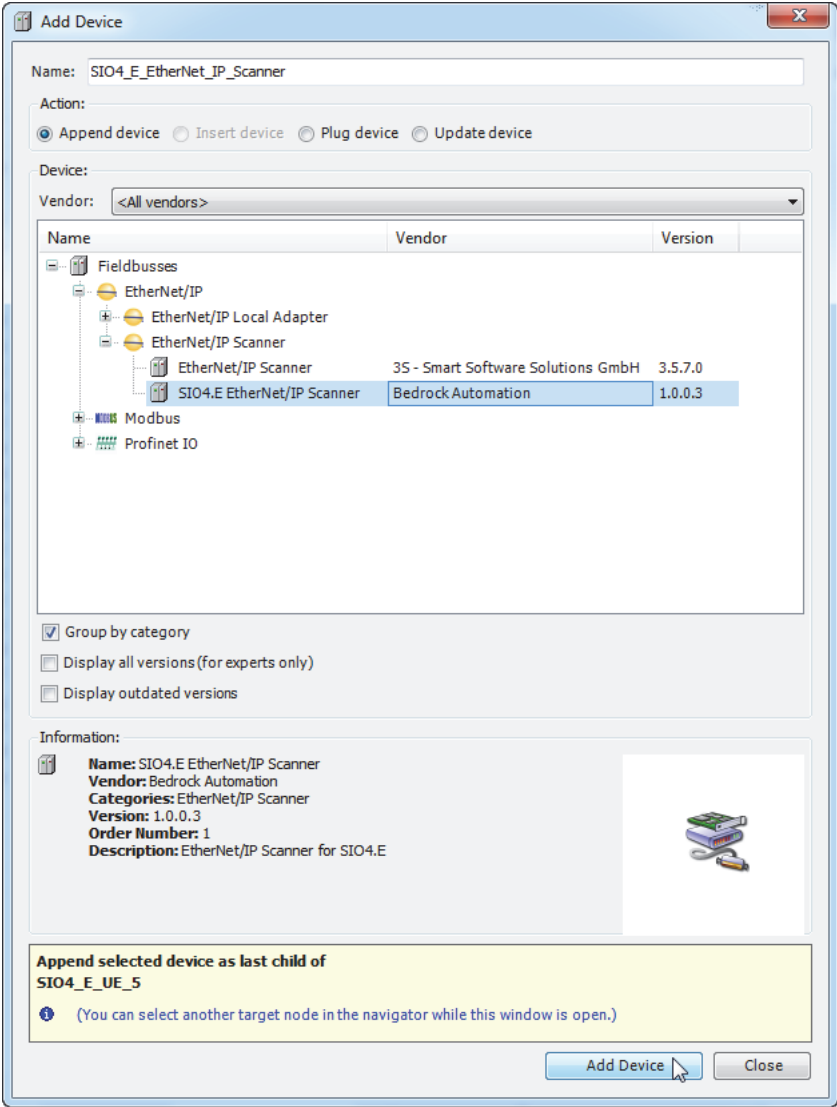 Add Device
Name: SIO4_E_EtherNet_IP_Scanner
Action:
Append device Insert device Plug device Update device
Device:
Vendor: <All vendors>
Name Vendor Version
Fieldbusses
EtherNet/IP
EtherNet/IP Local Adapter
EtherNet/IP Scanner
EtherNet/IP Scanner 3S - Smart Software Solutions GmbH 3.5.7.0
SIO4.E EtherNet/IP Scanner Bedrock Automation 1.0.0.3
MODBUS Modbus
Profinet IO
Group by category
Display all versions (for experts only)
Display outdated versions
Information:
Name: SIO4.E EtherNet/IP Scanner
Vendor: Bedrock Automation
Categories: EtherNet/IP Scanner
Version: 1.0.0.3
Order Number: 1
Description: EtherNet/IP Scanner for SIO4.E
Append selected device as last child of
SIO4_E_UE_5
(You can select another target node in the navigator while this window is open.)
Add Device Close